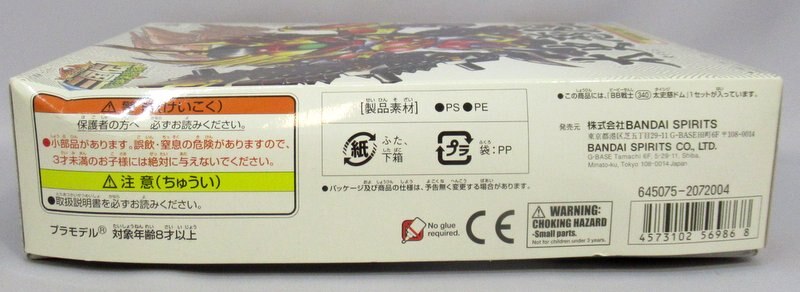 ⚠ 警告(けいこく)
保護者の方へ 必ずお読みください。
●小部品があります。誤飲・窒息の危険がありますので、
3才未満のお子様には絶対に与えないでください。
⚠ 注意(ちゅうい)
●取扱説明書を必ずお読みください。
プラモデル® 対象年齢8才以上
[製品素材] ●PS ●PE
紙 ふた、
下箱
プラ 袋:PP
●パッケージ及び商品の仕様は、予告無く変更する場合があります。
No glue
required.
CE
⚠ WARNING:
CHOKING HAZARD
-Small parts.
Not for children under 3 years.
●この商品には、「BB戦士 340 太史慈ドム」1セットが入っています。
発売元 株式会社BANDAI SPIRITS
東京都港区芝五丁目29-11 G-BASE田町6F 〒108-0014
BANDAI SPIRITS CO., LTD.
G-BASE Tamachi 6F, 5-29-11, Shiba,
Minato-ku, Tokyo 108-0014 Japan
645075-2072004
4573102 56986 8